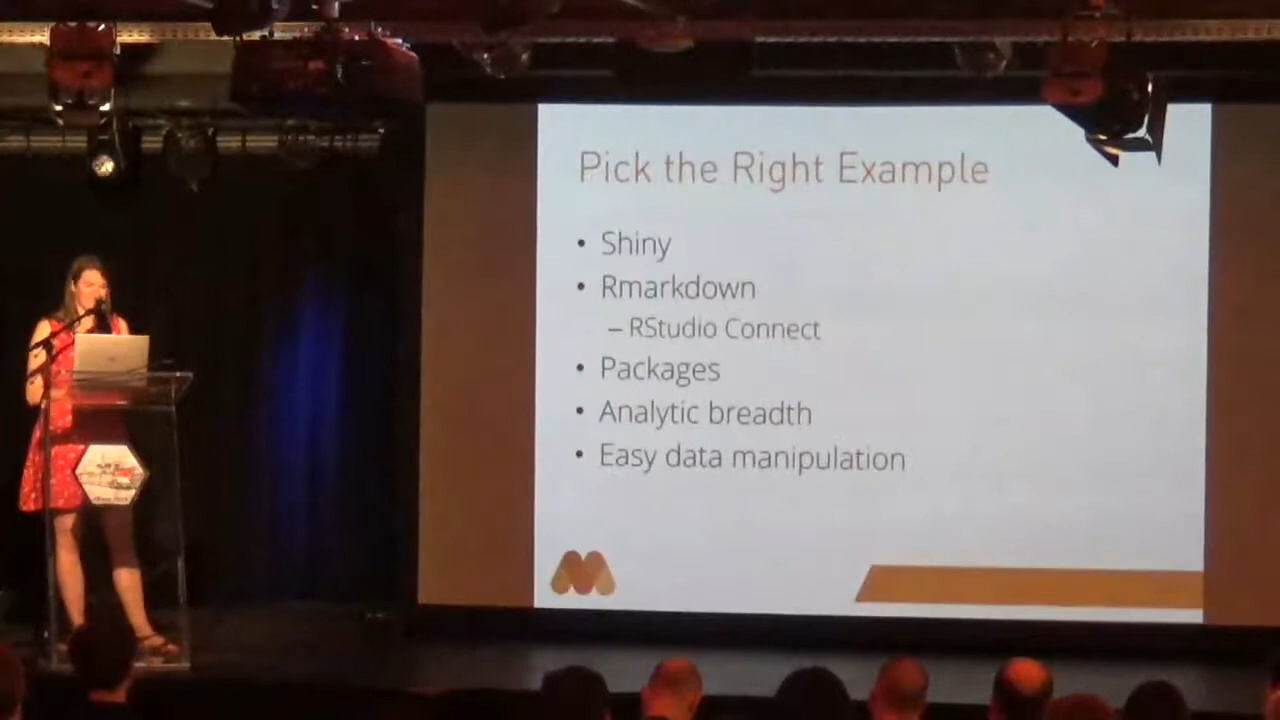 Pick the Right Example
• Shiny
• Rmarkdown
– RStudio Connect
• Packages
• Analytic breadth
• Easy data manipulation